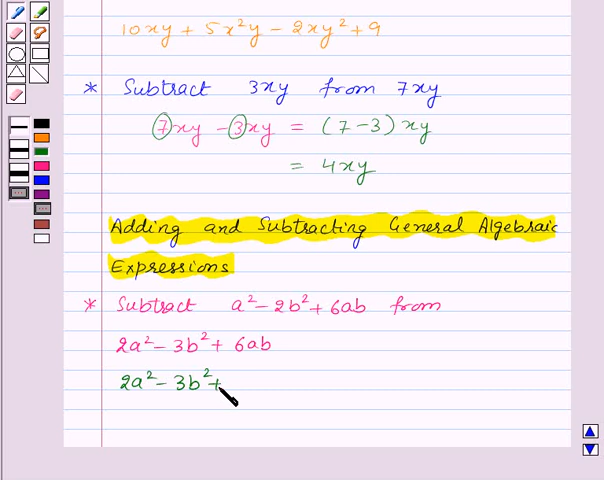 10xy + 5x²y - 2xy² + 9
* Subtract 3xy from 7xy
7xy - 3xy = (7-3) xy
= 4xy
Adding and Subtracting General Algebraic
Expressions
* Subtract a² - 2b² + 6ab from
2a² - 3b² + 6ab
2a² - 3b² +